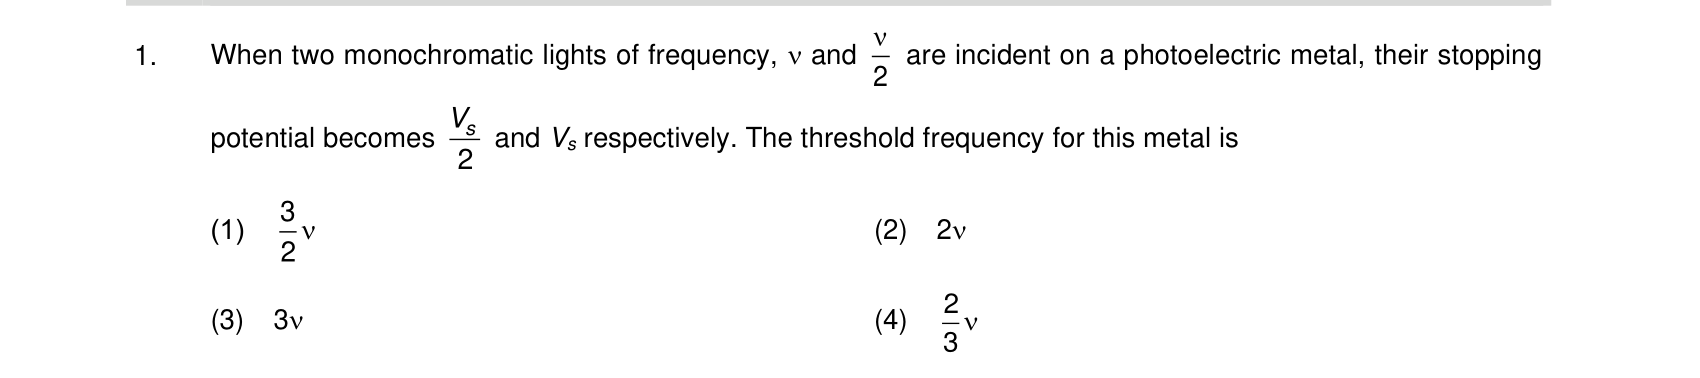 1. When two monochromatic lights of frequency, ν and ν/2 are incident on a photoelectric metal, their stopping
potential becomes Vₛ/2 and Vₛ respectively. The threshold frequency for this metal is
(1) 3/2 ν (2) 2ν
(3) 3ν (4) 2/3 ν